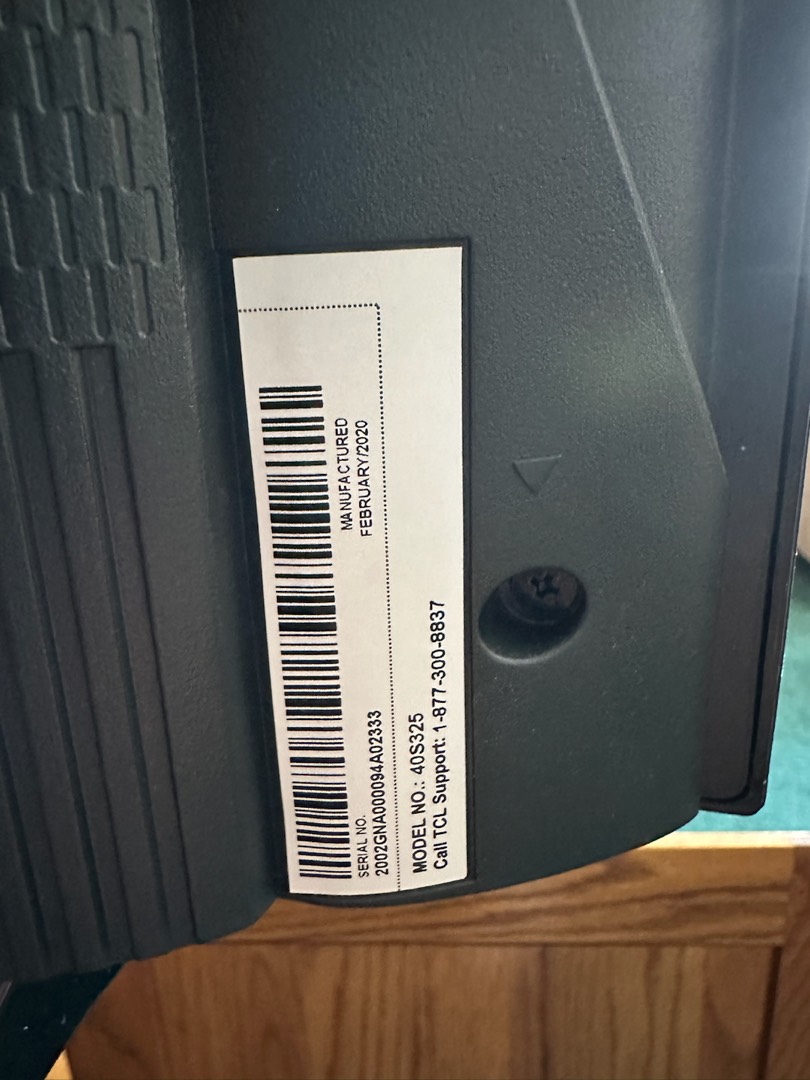 MANUFACTURED
FEBRUARY/2020
SERIAL NO.
2002GNA000094A02333
MODEL NO.: 40S325
Call TCL Support: 1-877-300-8837